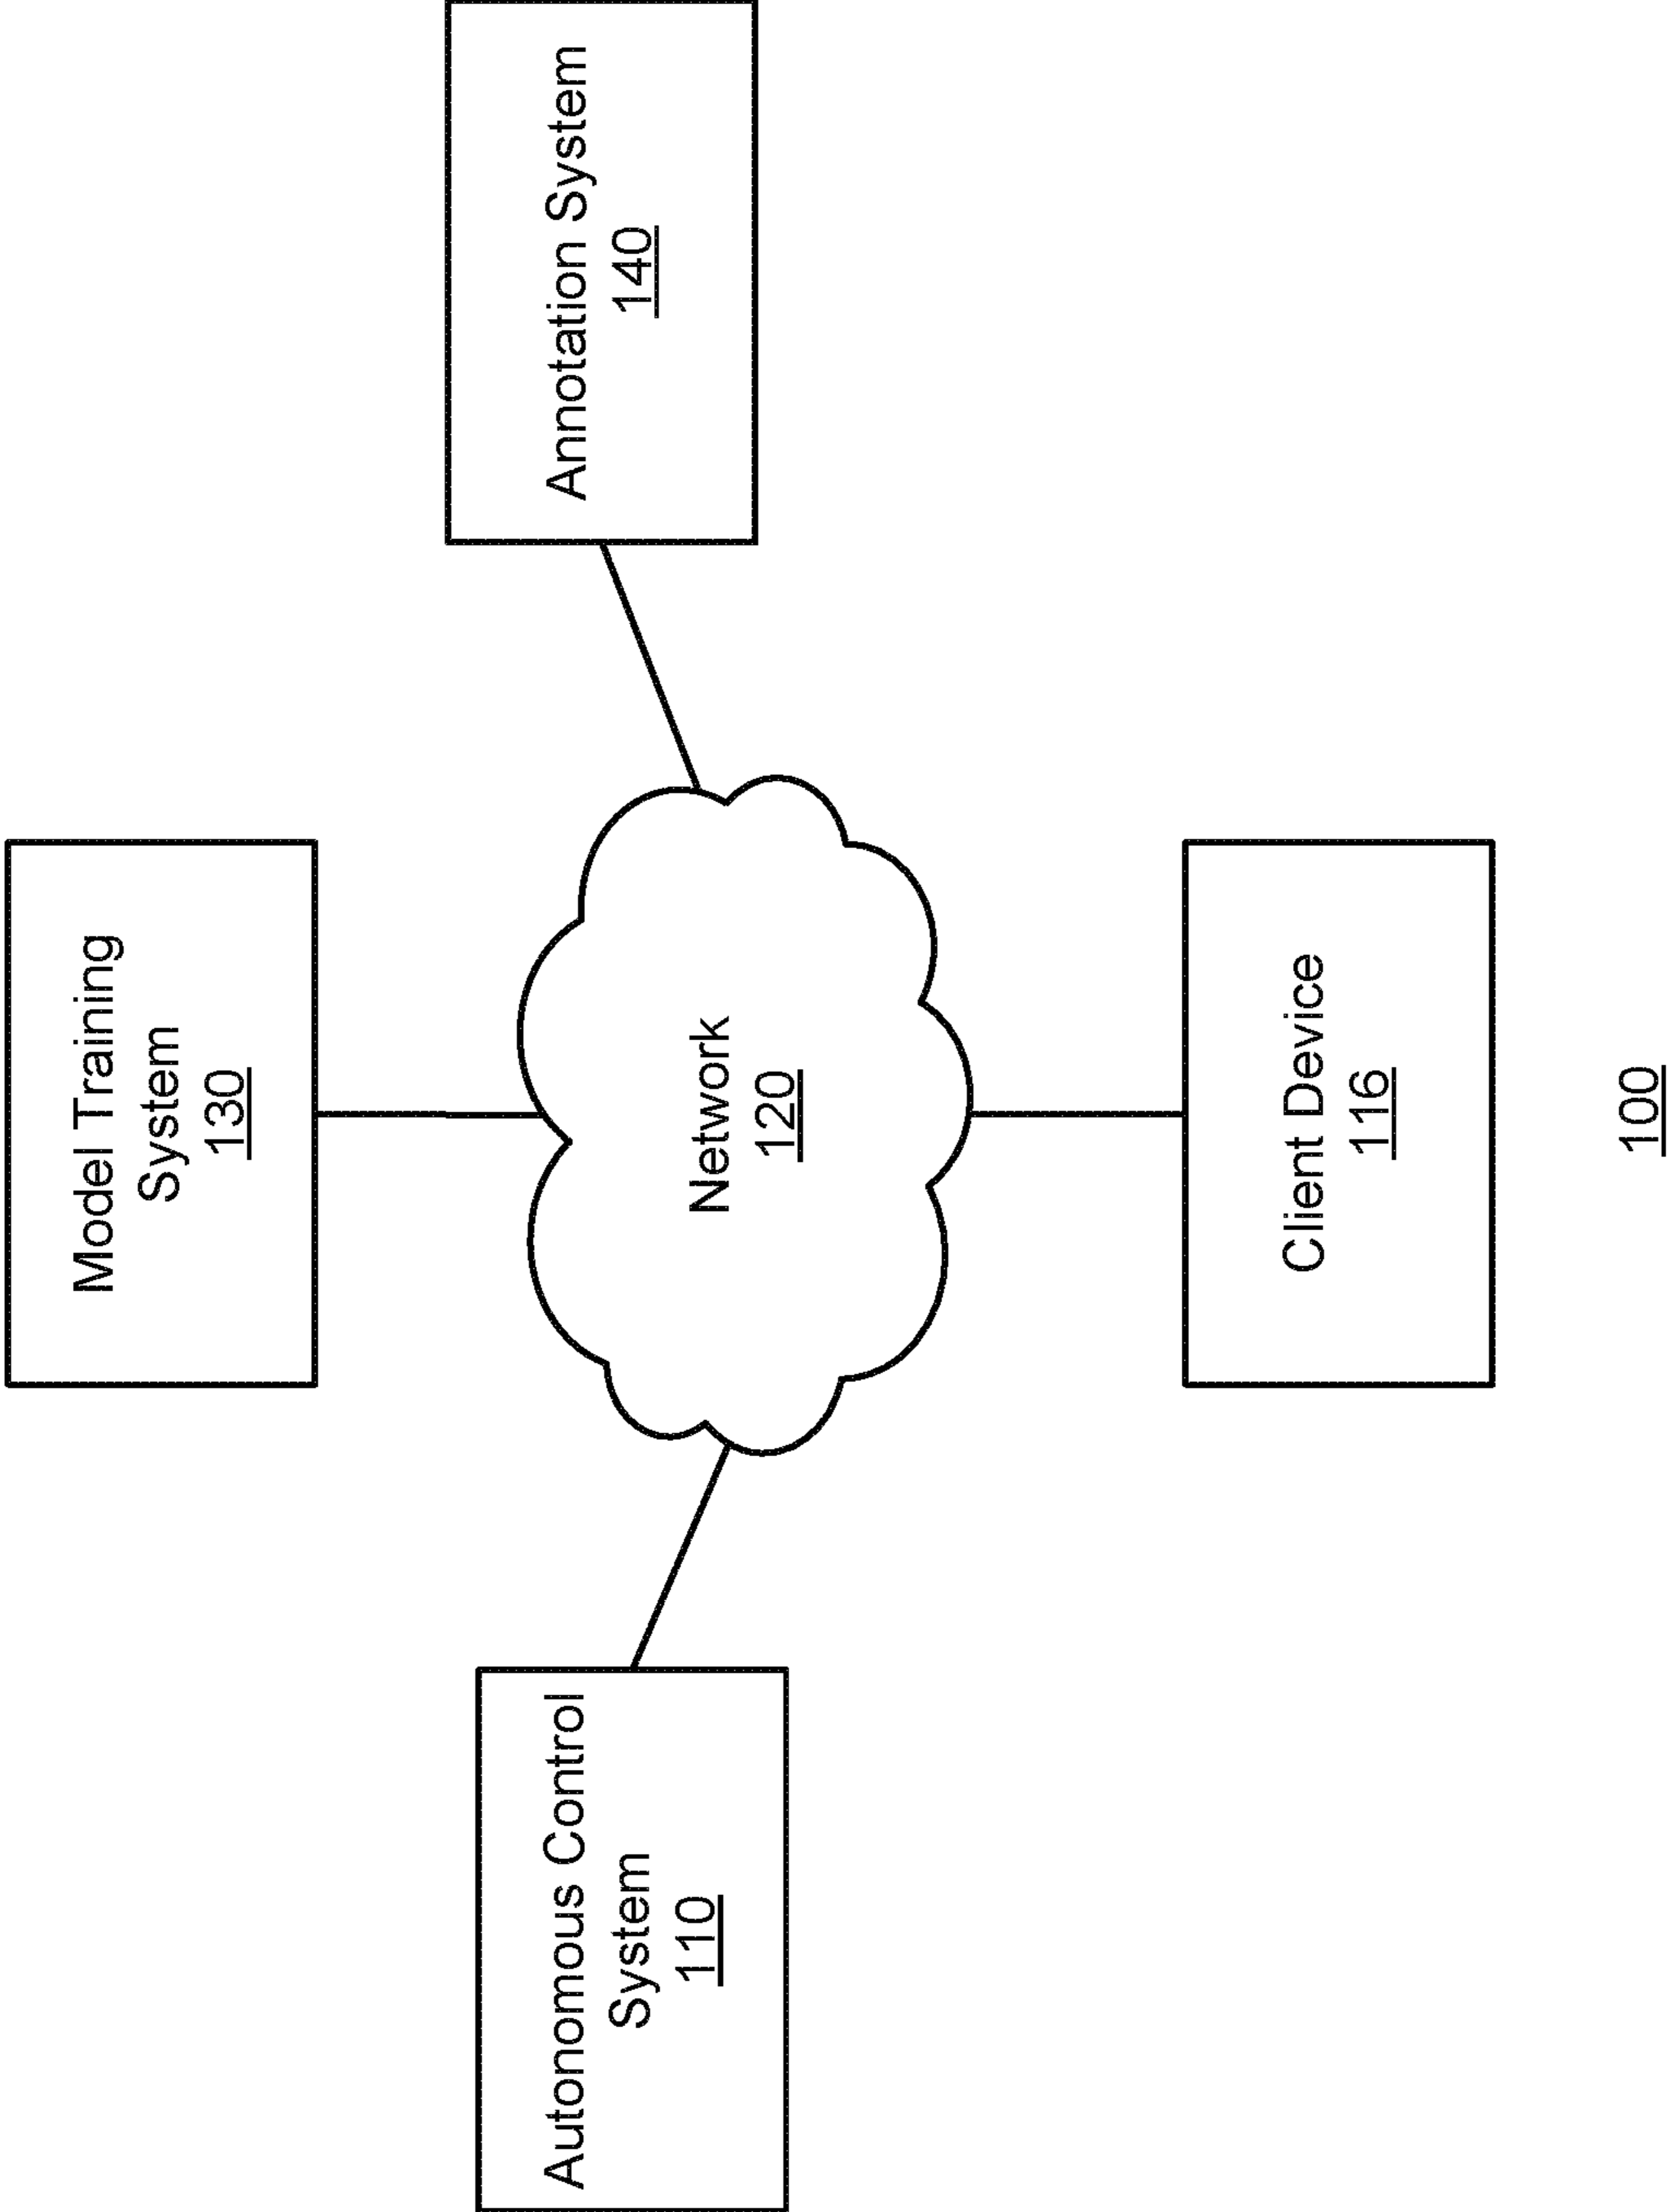 Model Training
System
130
Autonomous Control
System
110
Network
120
Annotation System
140
Client Device
116
100